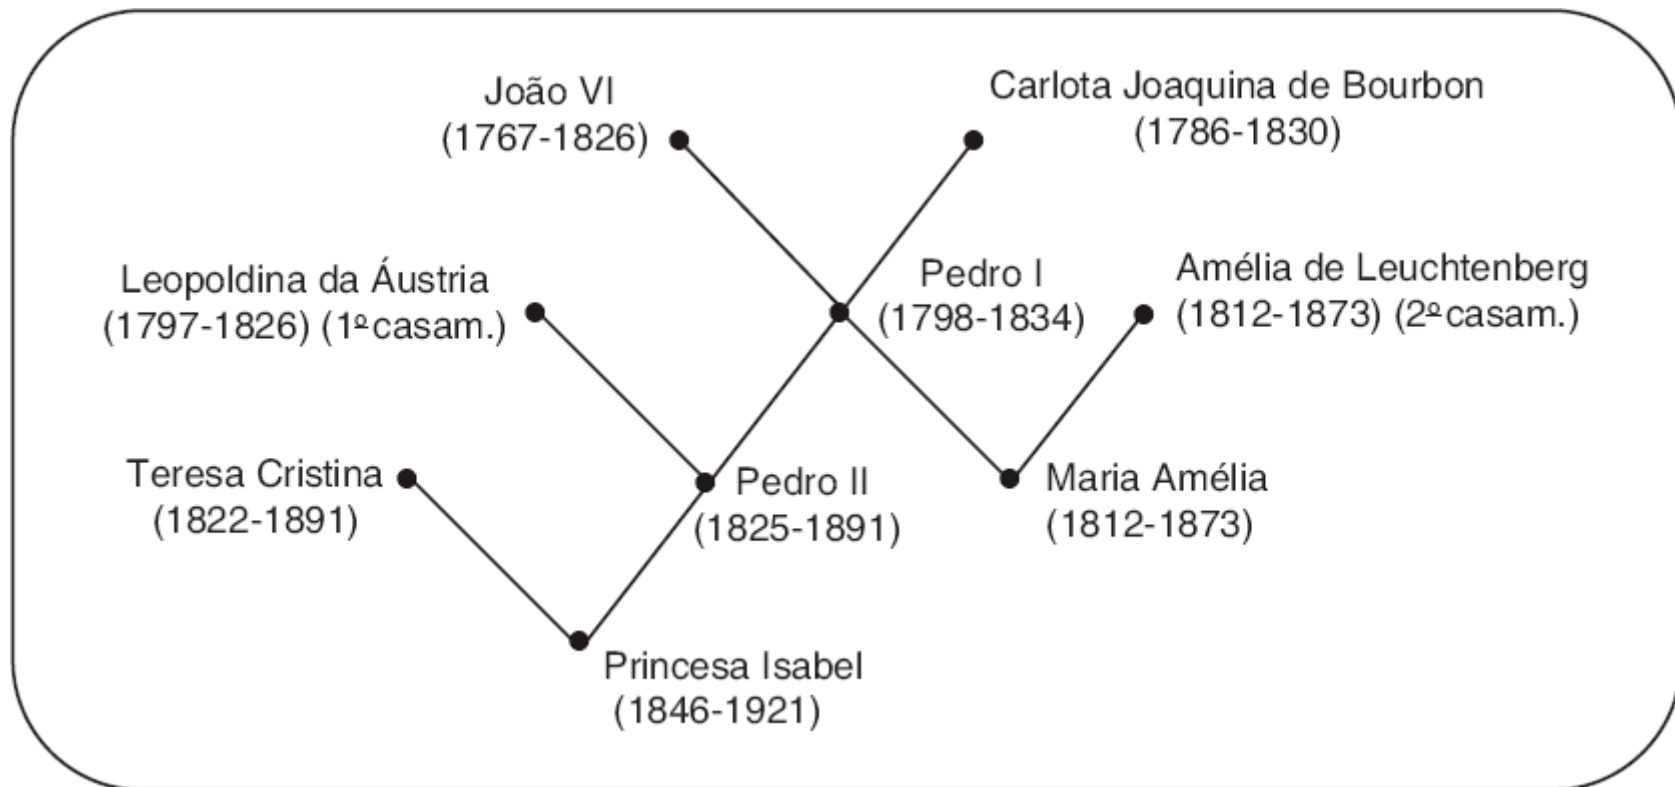 João VI
(1767-1826)
Carlota Joaquina de Bourbon
(1786-1830)
Leopoldina da Áustria
(1797-1826) (1º casam.)
Pedro I
(1798-1834)
Amélia de Leuchtenberg
(1812-1873) (2º casam.)
Teresa Cristina
(1822-1891)
Pedro II
(1825-1891)
Maria Amélia
(1812-1873)
Princesa Isabel
(1846-1921)